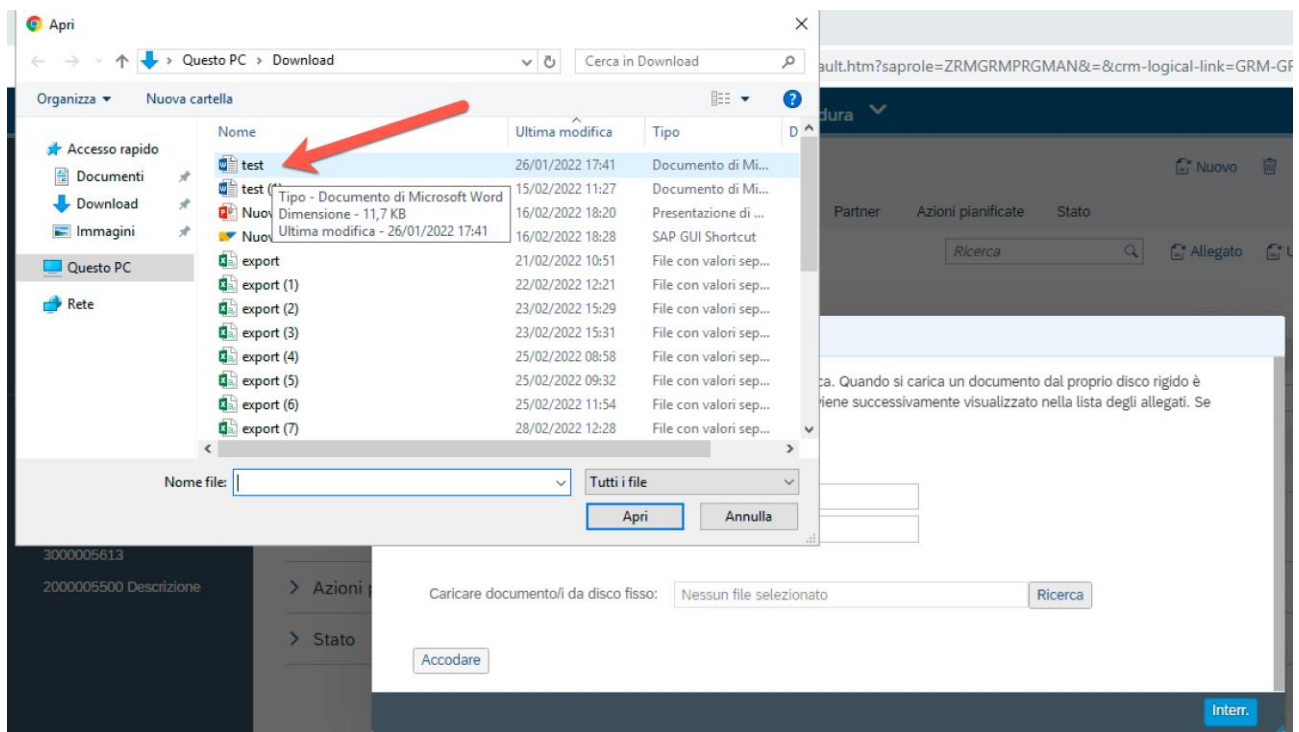 Apri
Questo PC > Download
Cerca in Download
ault.htm?saprole=ZRMGRMPRGMAN&=&crm-logical-link=GRM-GF
Organizza
Nuova cartella
dura
Nome Ultima modifica Tipo D
Accesso rapido
Documenti
Download
Immagini
Questo PC
Rete
test 26/01/2022 17:41 Documento di Mi...
test ( 15/02/2022 11:27 Documento di Mi...
Nuov 16/02/2022 18:20 Presentazione di ...
Nuov 16/02/2022 18:28 SAP GUI Shortcut
export 21/02/2022 10:51 File con valori sep...
export (1) 22/02/2022 12:21 File con valori sep...
export (2) 23/02/2022 15:29 File con valori sep...
export (3) 23/02/2022 15:31 File con valori sep...
export (4) 25/02/2022 08:58 File con valori sep...
export (5) 25/02/2022 09:32 File con valori sep...
export (6) 25/02/2022 11:54 File con valori sep...
export (7) 28/02/2022 12:28 File con valori sep...
Tipo - Documento di Microsoft Word
Dimensione - 11,7 KB
Ultima modifica - 26/01/2022 17:41
Nome file:
Tutti i file
Apri
Annulla
Nuovo
Partner Azioni pianificate Stato
Ricerca
Allegato
ca. Quando si carica un documento dal proprio disco rigido è
viene successivamente visualizzato nella lista degli allegati. Se
3000005613
2000005500 Descrizione
Azioni p
Stato
Caricare documento/i da disco fisso: Nessun file selezionato Ricerca
Accodare
Interr.